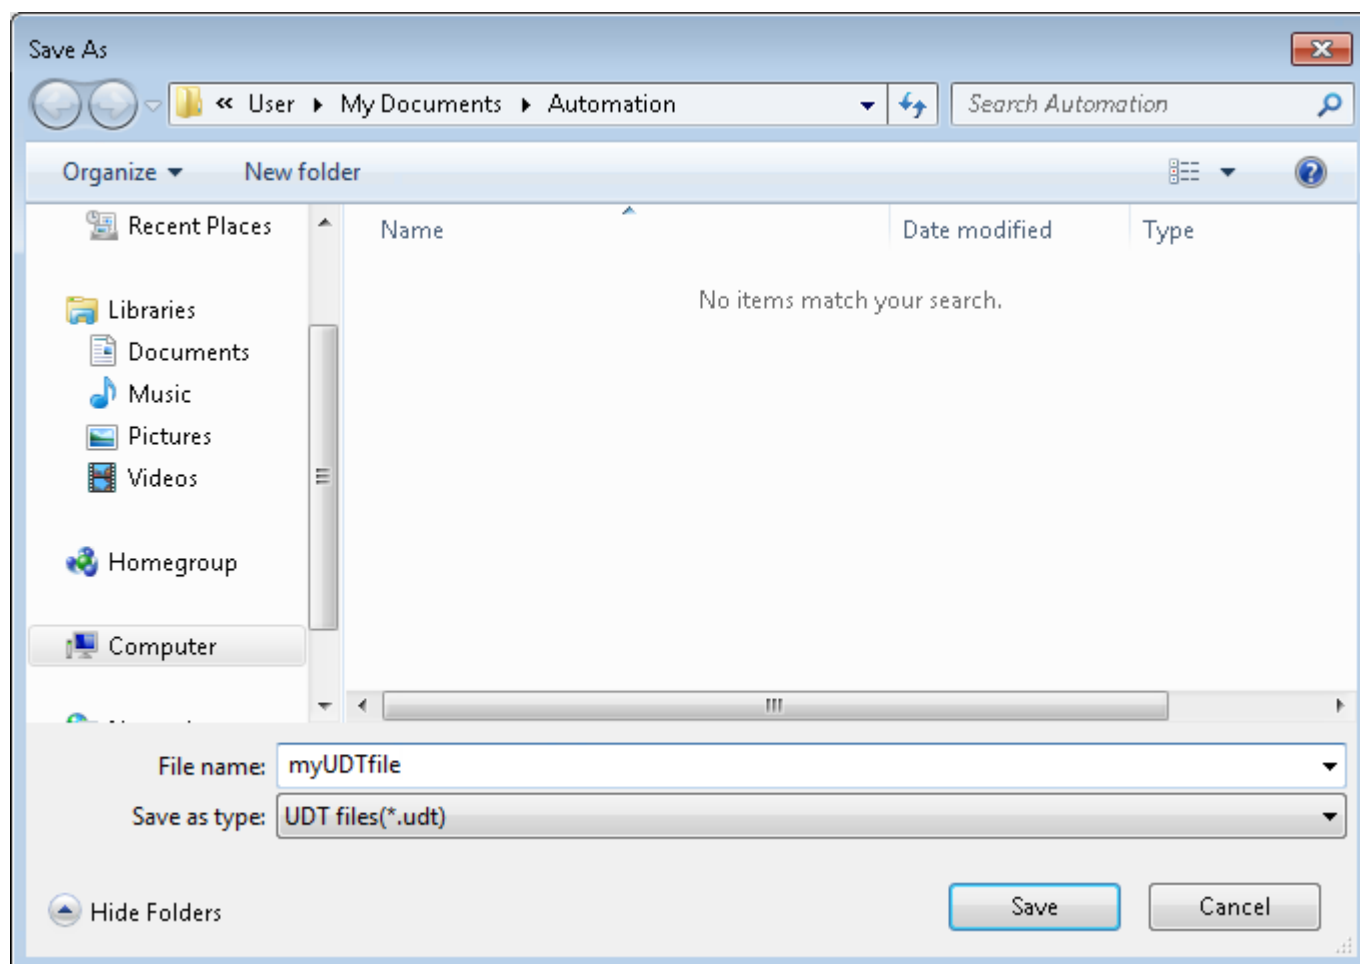 Save As
« User ▸ My Documents ▸ Automation
Search Automation
Organize
New folder
Recent Places
Libraries
Documents
Music
Pictures
Videos
Homegroup
Computer
Name
Date modified
Type
No items match your search.
File name: myUDTfile
Save as type: UDT files(*.udt)
Hide Folders
Save
Cancel